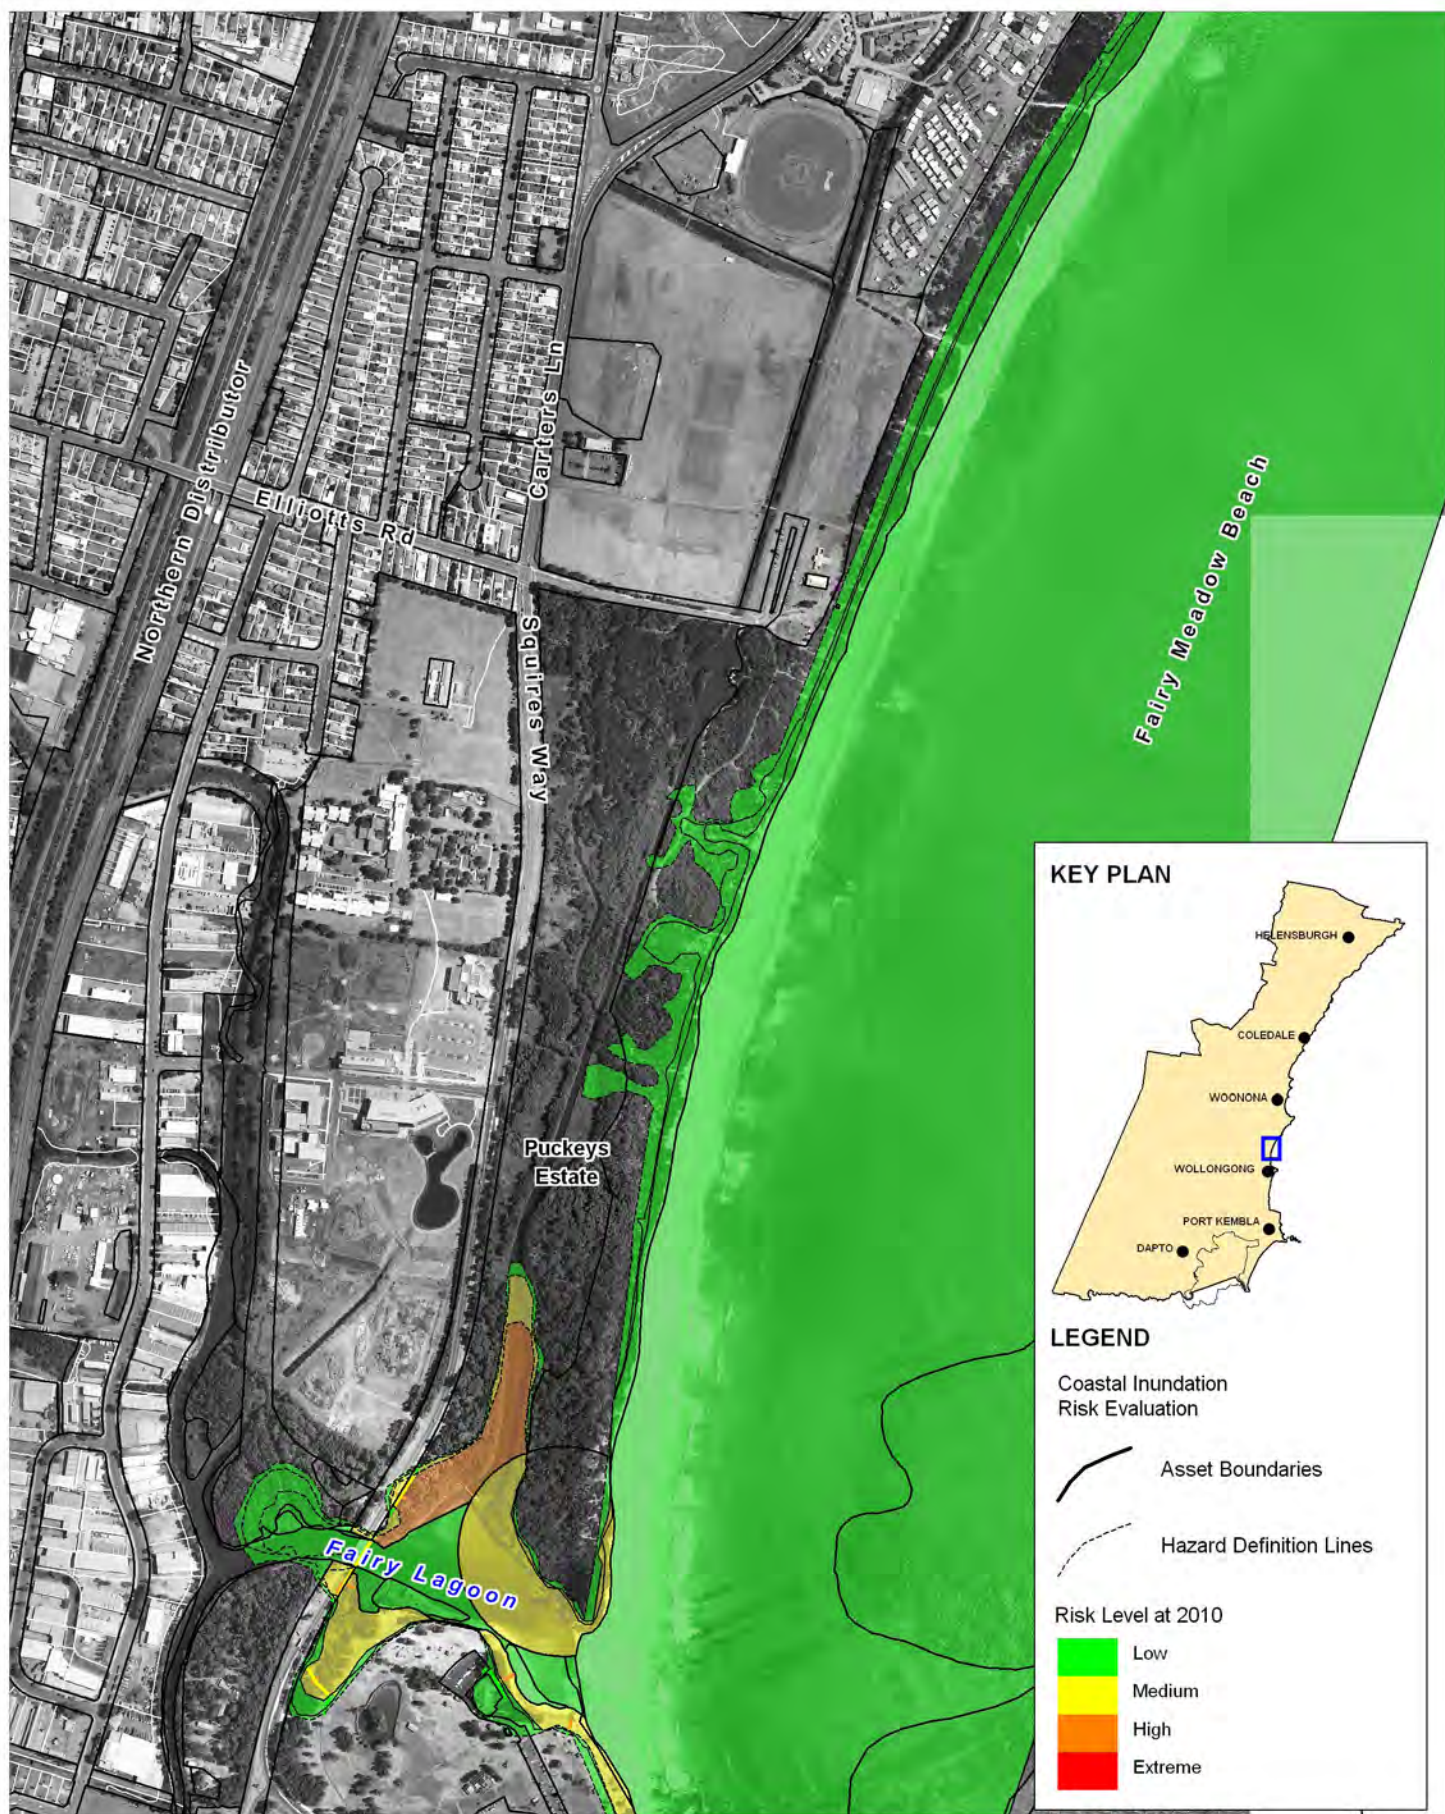 Northern Distributor
Elliotts Rd
Carters Ln
Squires Way
Fairy Meadow Beach
Puckeys
Estate
Fairy Lagoon
KEY PLAN
HELENSBURGH
COLEDALE
WOONONA
WOLLONGONG
PORT KEMBLA
DAPTO
LEGEND
Coastal Inundation
Risk Evaluation
Asset Boundaries
Hazard Definition Lines
Risk Level at 2010
Low
Medium
High
Extreme